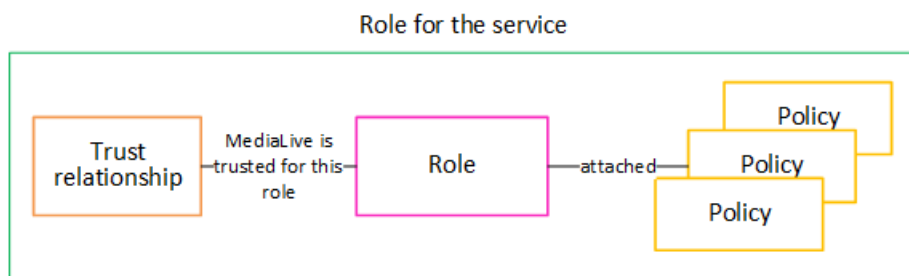 Role for the service
Trust
relationship
MediaLive is
trusted for this
role
Role
attached
Policy
Policy
Policy